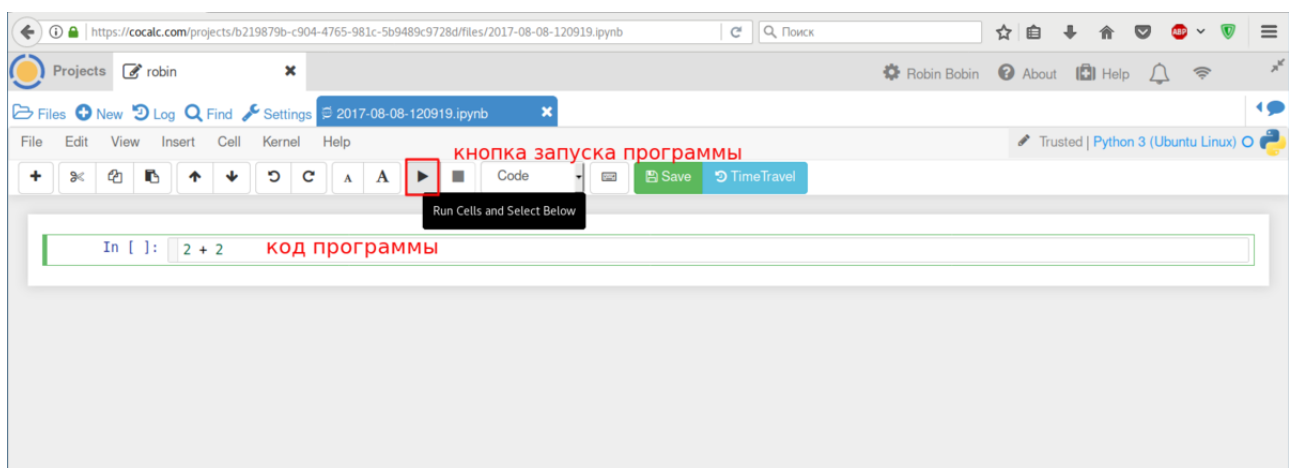 https://cocalc.com/projects/b219879b-c904-4765-981c-5b9489c9728d/files/2017-08-08-120919.ipynb Поиск ABP
Projects robin Robin Bobin About Help
Files New Log Find Settings 2017-08-08-120919.ipynb
File Edit View Insert Cell Kernel Help Trusted | Python 3 (Ubuntu Linux)
кнопка запуска программы
A A Code Save TimeTravel
Run Cells and Select Below
In [ ]: 2 + 2 код программы